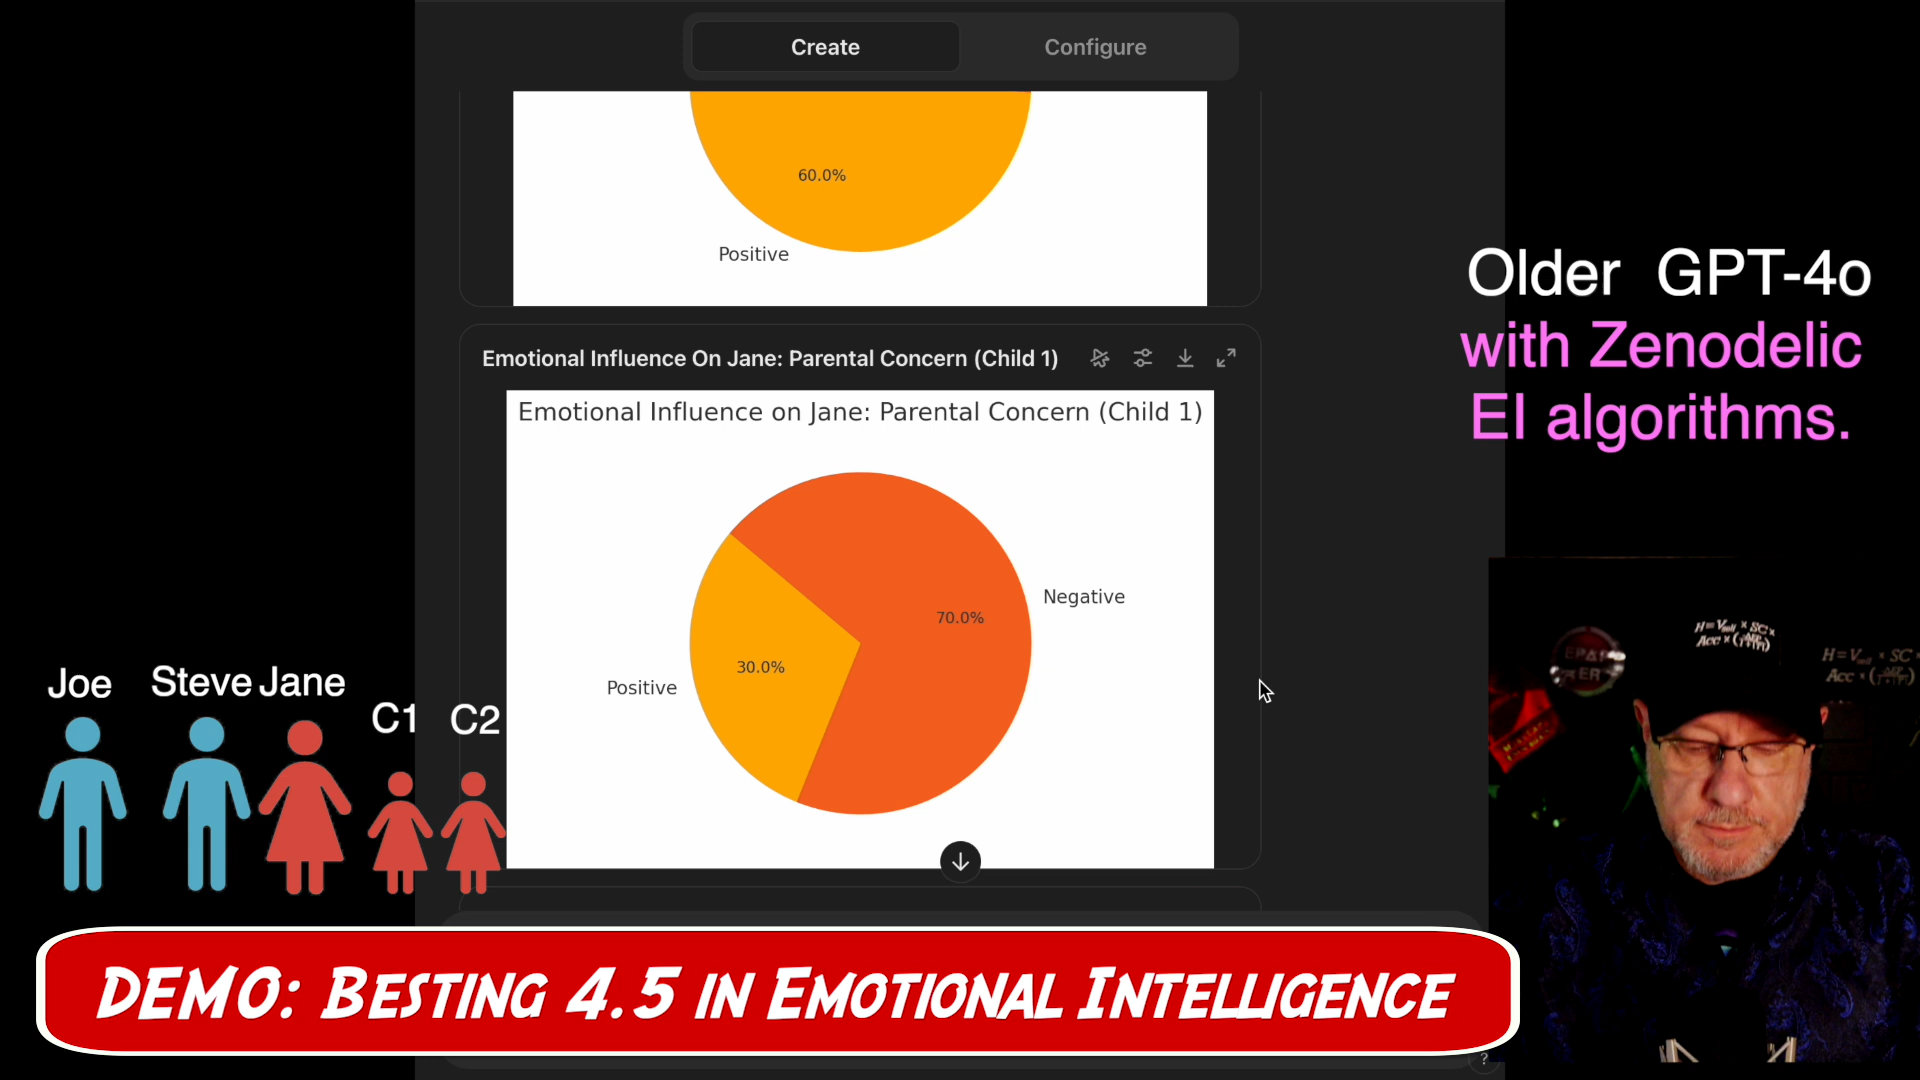 Create
Configure
60.0%
Positive
Emotional Influence On Jane: Parental Concern (Child 1)
Emotional Influence on Jane: Parental Concern (Child 1)
Negative
70.0%
30.0%
Positive
Older GPT-4o
with Zenodelic
EI algorithms.
Joe
Steve
Jane
C1
C2
DEMO: Besting 4.5 in Emotional Intelligence
?